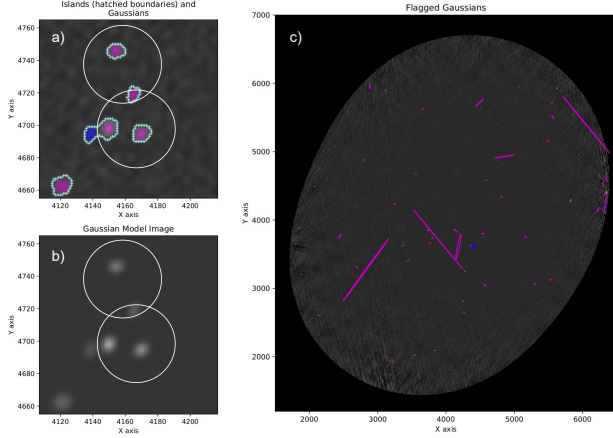 Islands (hatched boundaries) and
Gaussians
a)
Y axis
4760
4740
4720
4700
4680
4660
4120
4140
4160
4180
4200
X axis
Gaussian Model Image
b)
Y axis
4760
4740
4720
4700
4680
4660
4120
4140
4160
4180
4200
X axis
Flagged Gaussians
c)
Y axis
7000
6000
5000
4000
3000
2000
2000
3000
4000
5000
6000
X axis